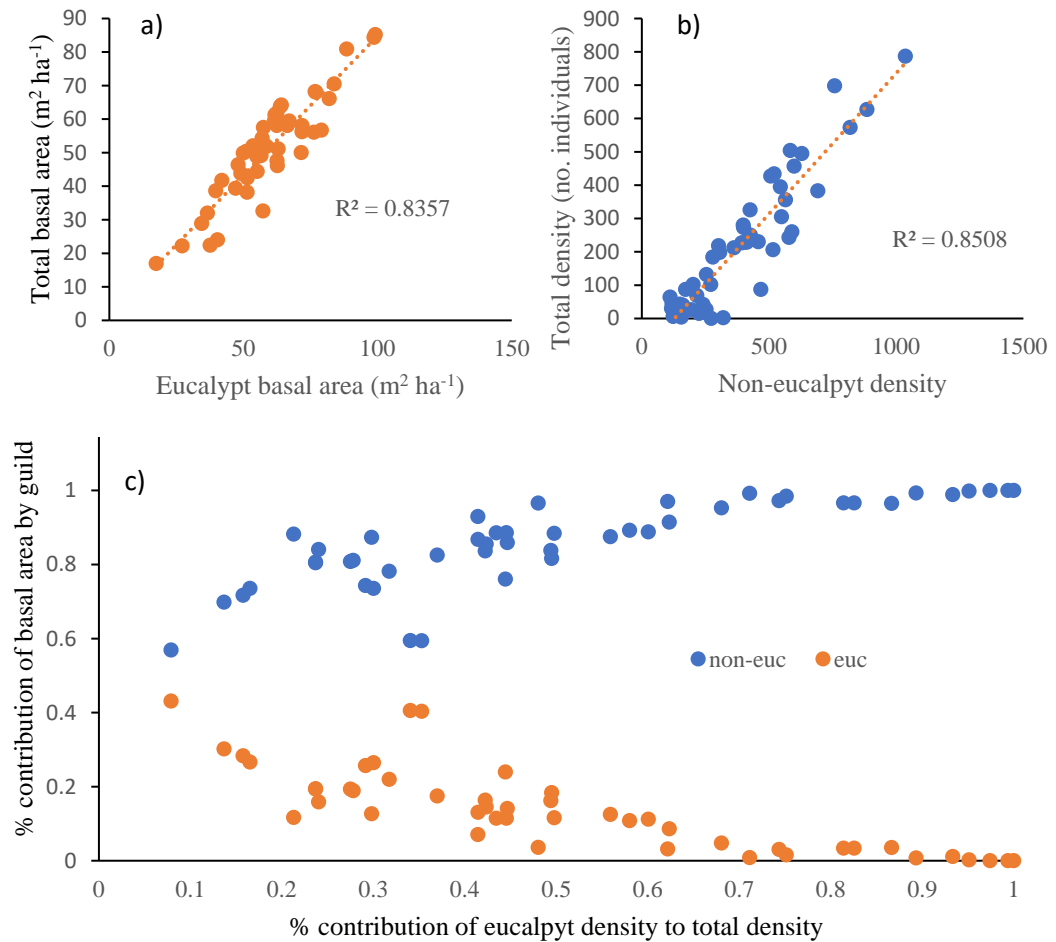 a)
90
80
70
60
50
40
30
20
10
0
Total basal area (m² ha⁻¹)
R² = 0.8357
0 50 100 150
Eucalypt basal area (m² ha⁻¹)
b)
900
800
700
600
500
400
300
200
100
0
Total density (no. individuals)
R² = 0.8508
0 500 1000 1500
Non-eucalpyt density
c)
1
0.8
0.6
0.4
0.2
0
% contribution of basal area by guild
non-euc euc
0 0.1 0.2 0.3 0.4 0.5 0.6 0.7 0.8 0.9 1
% contribution of eucalpyt density to total density